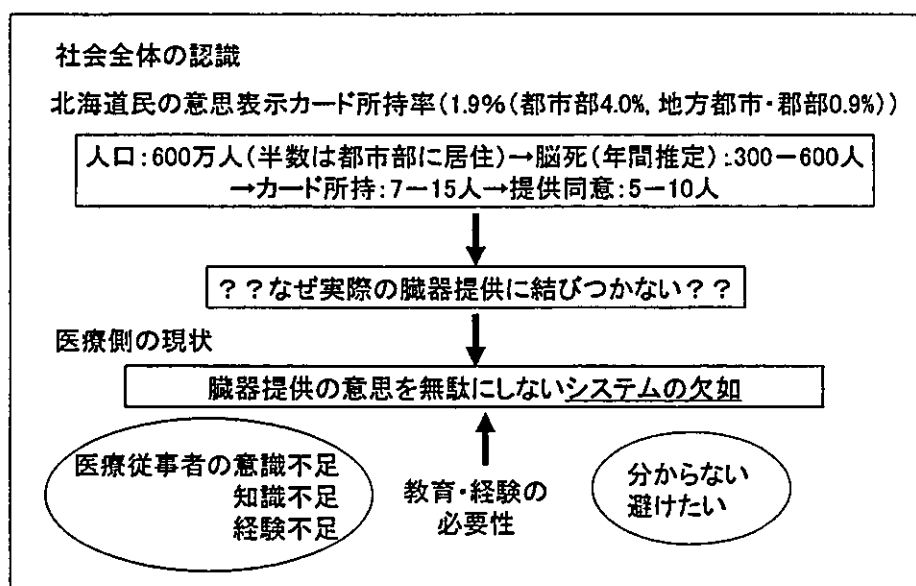 社会全体の認識
北海道民の意思表示カード所持率(1.9%(都市部4.0%, 地方都市・郡部0.9%))
人口:600万人(半数は都市部に居住)→脳死(年間推定):300-600人
→カード所持:7-15人→提供同意:5-10人
??なぜ実際の臓器提供に結びつかない??
医療側の現状
臓器提供の意思を無駄にしないシステムの欠如
医療従事者の意識不足
知識不足
経験不足
教育・経験の
必要性
分からない
避けたい